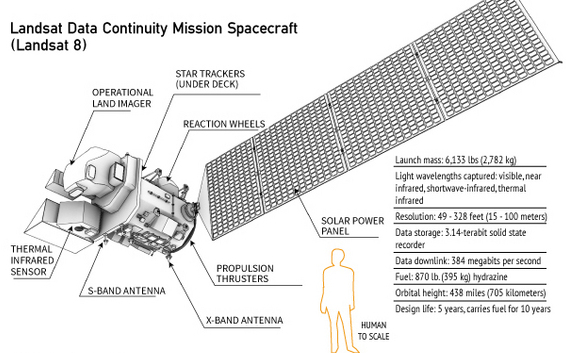 Landsat Data Continuity Mission Spacecraft
(Landsat 8)
STAR TRACKERS
(UNDER DECK)
OPERATIONAL
LAND IMAGER
REACTION WHEELS
SOLAR POWER
PANEL
THERMAL
INFRARED
SENSOR
PROPULSION
THRUSTERS
S-BAND ANTENNA
X-BAND ANTENNA
HUMAN
TO SCALE
Launch mass: 6,133 lbs (2,782 kg)
Light wavelengths captured: visible, near
infrared, shortwave-infrared, thermal
infrared
Resolution: 49 - 328 feet (15 - 100 meters)
Data storage: 3.14-terabit solid state
recorder
Data downlink: 384 megabits per second
Fuel: 870 lb. (395 kg) hydrazine
Orbital height: 438 miles (705 kilometers)
Design life: 5 years, carries fuel for 10 years